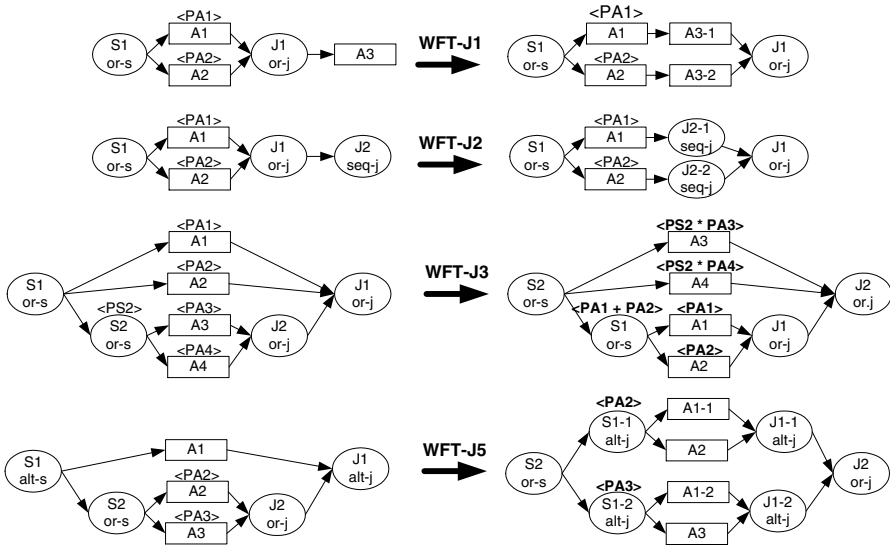 <PA1>
A1
S1
or-s
<PA2>
A2
J1
or-j
A3
WFT-J1
<PA1>
A1
A3-1
S1
or-s
<PA2>
A2
A3-2
J1
or-j
<PA1>
A1
S1
or-s
<PA2>
A2
J1
or-j
J2
seq-j
WFT-J2
<PA1>
A1
J2-1
seq-j
S1
or-s
<PA2>
A2
J2-2
seq-j
J1
or-j
<PA1>
A1
<PA2>
A2
S1
or-s
J1
or-j
<PS2>
S2
or-s
<PA3>
A3
<PA4>
A4
J2
or-j
WFT-J3
<PS2 * PA3>
A3
<PS2 * PA4>
A4
S2
or-s
J2
or.j
<PA1 + PA2>
S1
or-s
<PA1>
A1
<PA2>
A2
J1
or-j
A1
S1
alt-s
J1
alt-j
S2
or-s
<PA2>
A2
<PA3>
A3
J2
or-j
WFT-J5
<PA2>
S1-1
alt-j
A1-1
A2
J1-1
alt-j
S2
or-s
J2
or-j
<PA3>
S1-2
alt-j
A1-2
A3
J1-2
alt-j